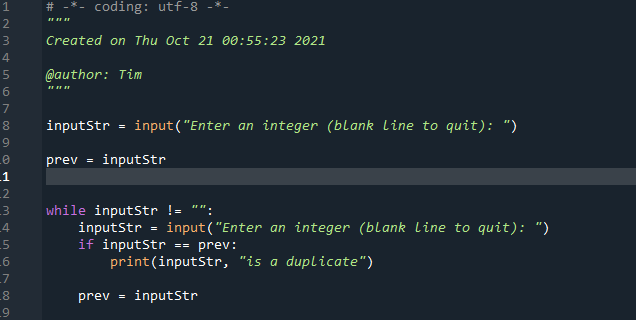 1 # -*- coding: utf-8 -*-
2 """
3 Created on Thu Oct 21 00:55:23 2021
4
5 @author: Tim
6 """
7
8 inputStr = input("Enter an integer (blank line to quit): ")
9
0 prev = inputStr
1
2
3 while inputStr != "":
4     inputStr = input("Enter an integer (blank line to quit): ")
5     if inputStr == prev:
6         print(inputStr, "is a duplicate")
7
8     prev = inputStr
9